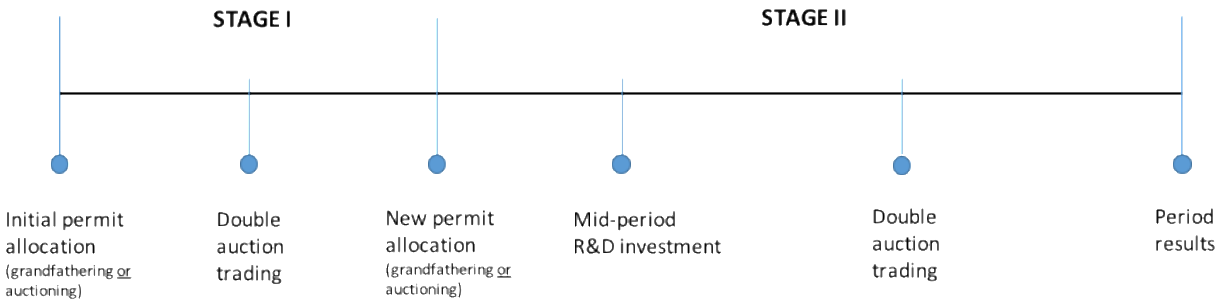 STAGE I
STAGE II
Initial permit
allocation
(grandfathering or
auctioning)
Double
auction
trading
New permit
allocation
(grandfathering or
auctioning)
Mid-period
R&D investment
Double
auction
trading
Period
results